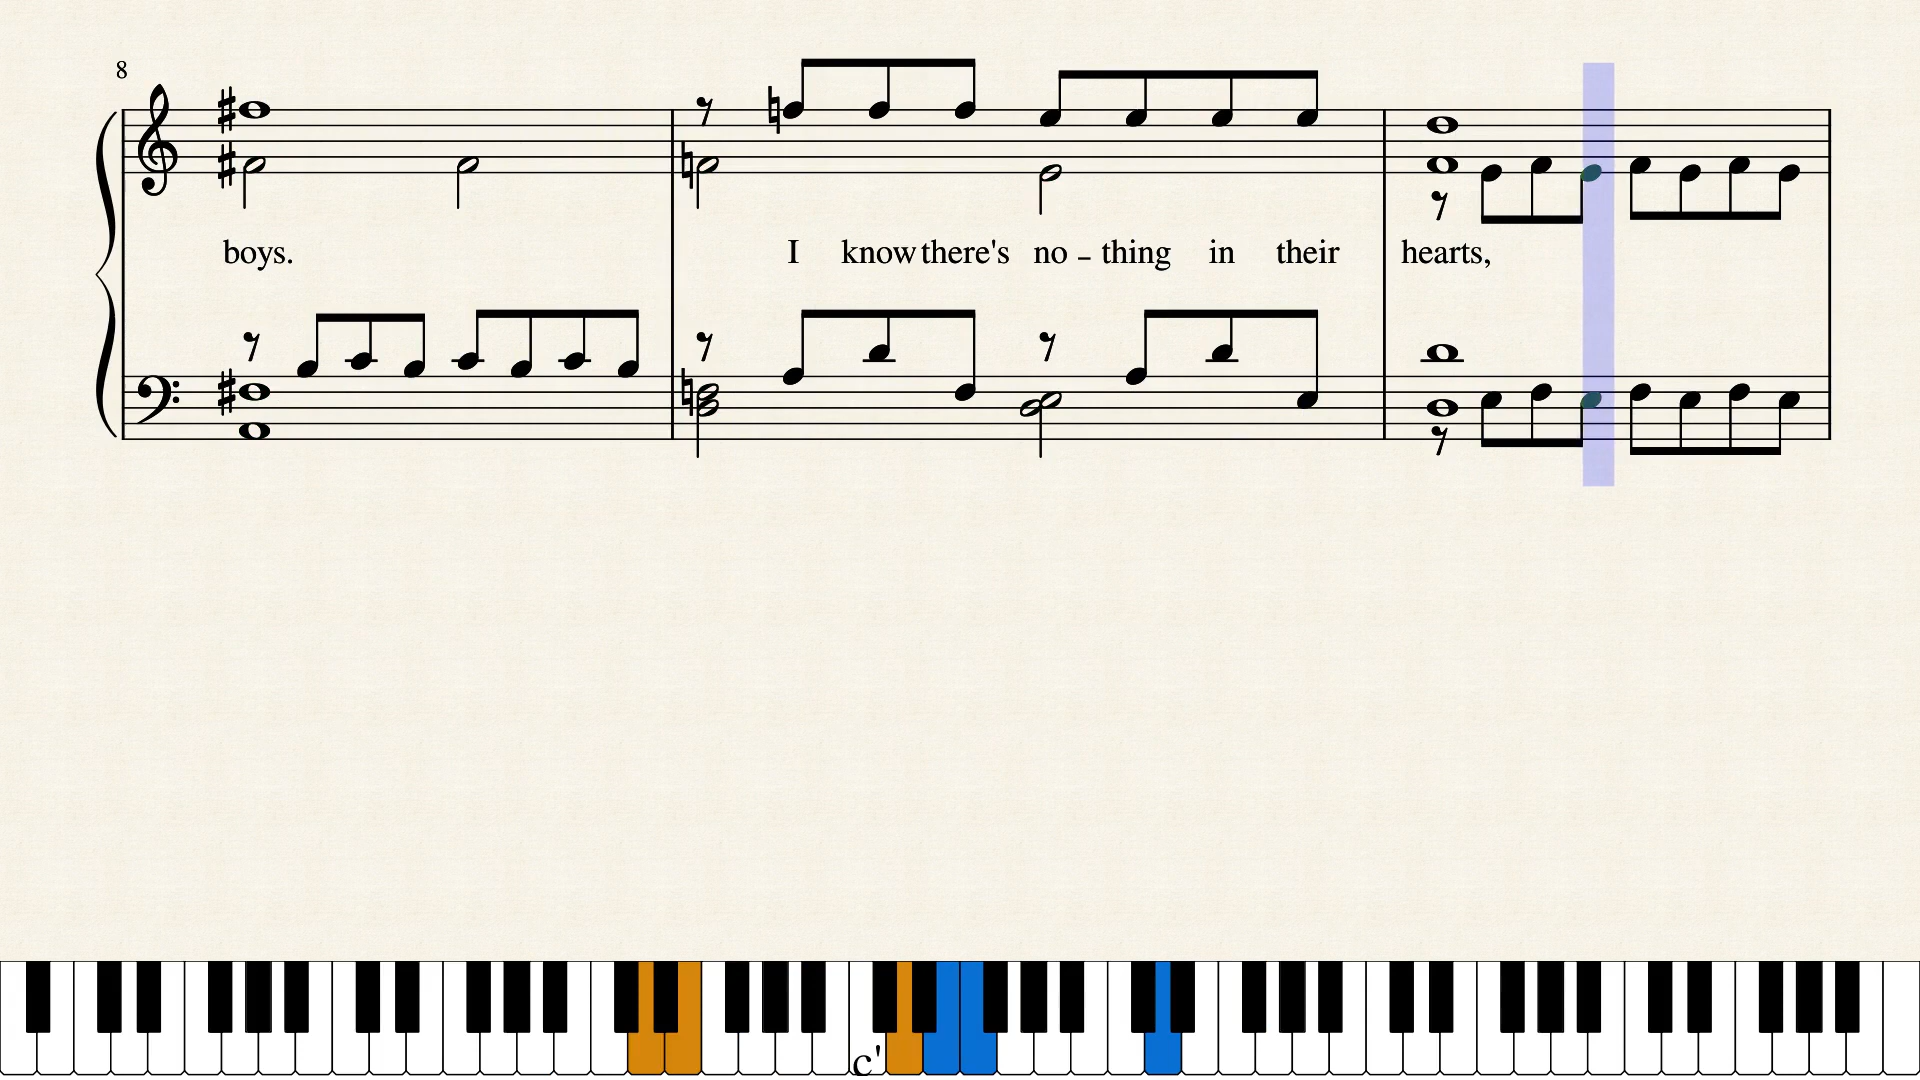 8
boys. I know there's no – thing in their hearts,
c'